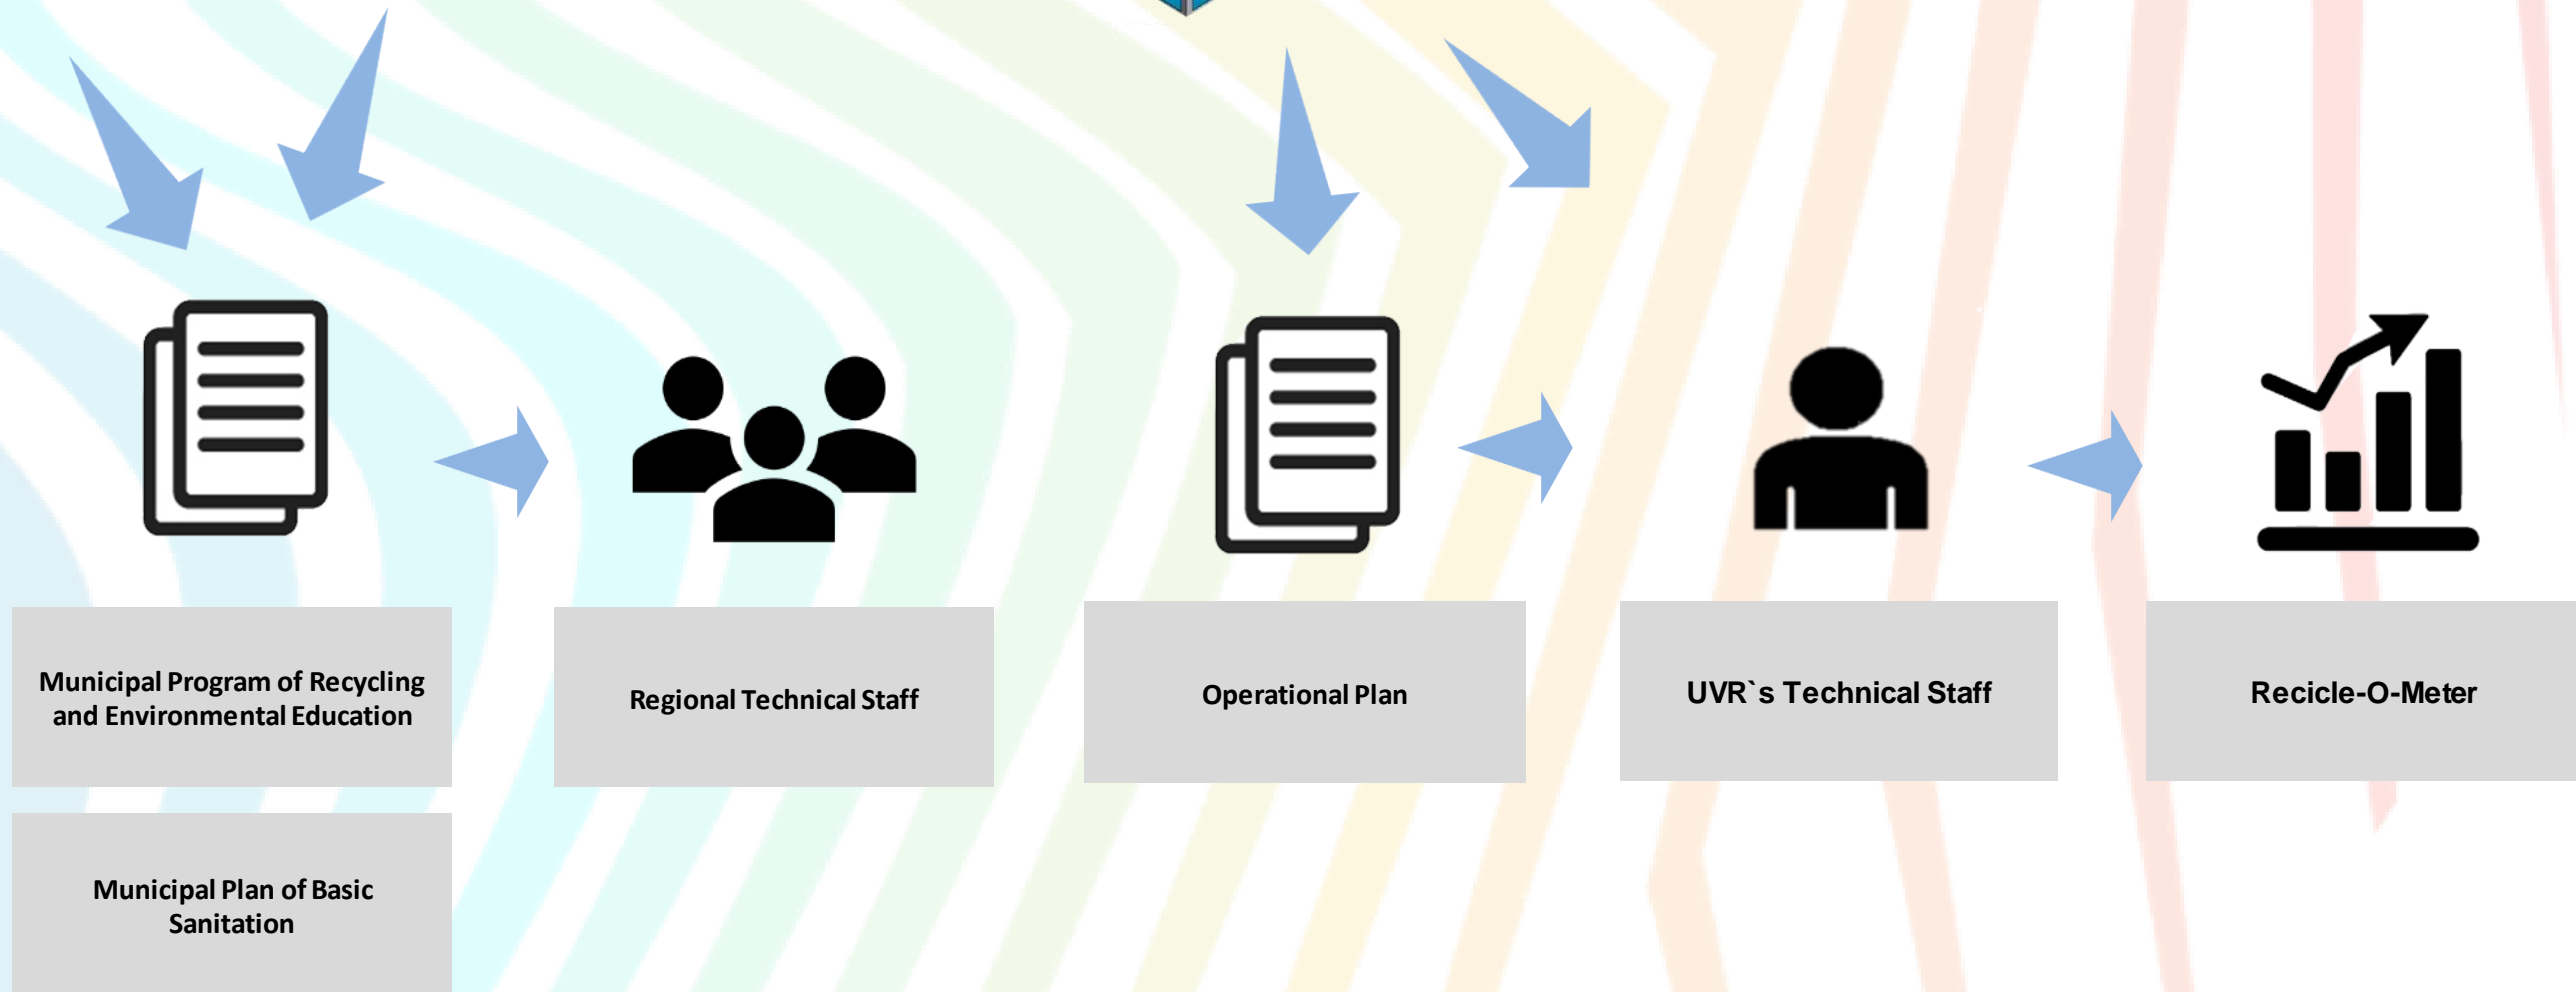 Municipal Program of Recycling
and Environmental Education
Regional Technical Staff
Operational Plan
UVR`s Technical Staff
Recicle-O-Meter
Municipal Plan of Basic
Sanitation